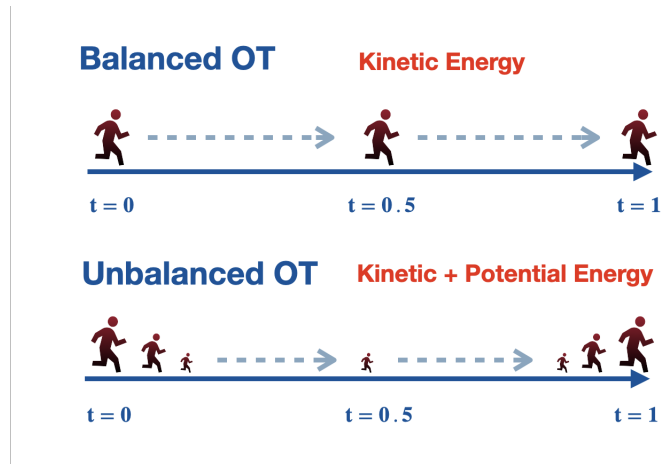 Balanced OT Kinetic Energy
t = 0 t = 0.5 t = 1
Unbalanced OT Kinetic + Potential Energy
t = 0 t = 0.5 t = 1